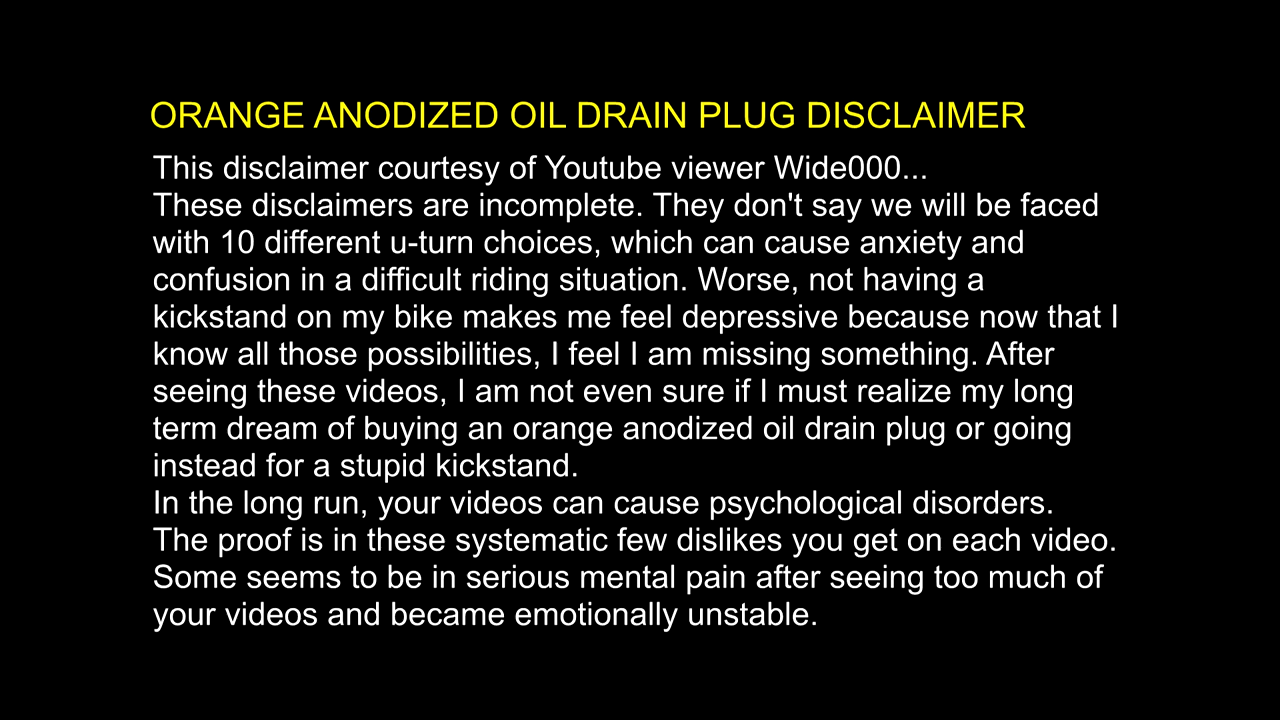 ORANGE ANODIZED OIL DRAIN PLUG DISCLAIMER
This disclaimer courtesy of Youtube viewer Wide000...
These disclaimers are incomplete. They don't say we will be faced
with 10 different u-turn choices, which can cause anxiety and
confusion in a difficult riding situation. Worse, not having a
kickstand on my bike makes me feel depressive because now that I
know all those possibilities, I feel I am missing something. After
seeing these videos, I am not even sure if I must realize my long
term dream of buying an orange anodized oil drain plug or going
instead for a stupid kickstand.
In the long run, your videos can cause psychological disorders.
The proof is in these systematic few dislikes you get on each video.
Some seems to be in serious mental pain after seeing too much of
your videos and became emotionally unstable.